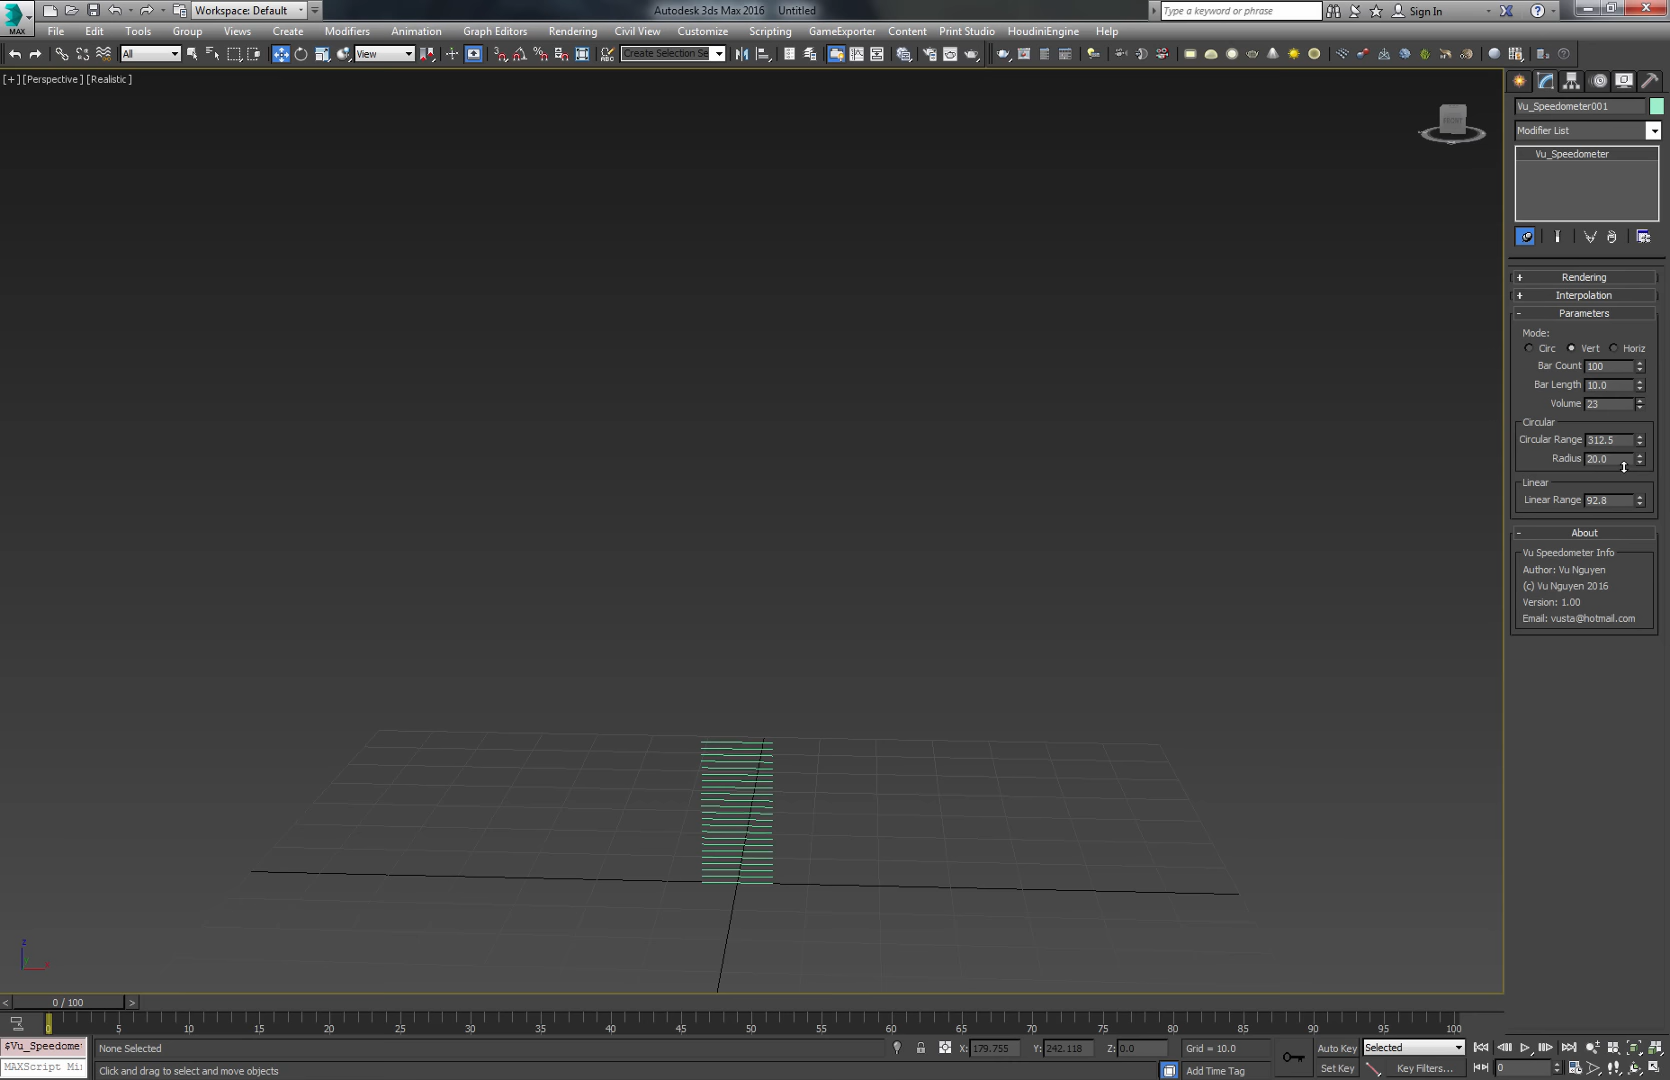 MAX
Workspace: Default
Autodesk 3ds Max 2016 Untitled
Type a keyword or phrase
Sign In
File Edit Tools Group Views Create Modifiers Animation Graph Editors Rendering Civil View Customize Scripting GameExporter Content Print Studio HoudiniEngine Help
All
View
Create Selection Se
[+] [Perspective] [Realistic]
FRONT
Vu_Speedometer001
Modifier List
Vu_Speedometer
+ Rendering
+ Interpolation
- Parameters
Mode:
Circ Vert Horiz
Bar Count 100
Bar Length 10.0
Volume 23
Circular
Circular Range 312.5
Radius 20.0
Linear
Linear Range 92.8
- About
Vu Speedometer Info
Author: Vu Nguyen
(c) Vu Nguyen 2016
Version: 1.00
Email: vusta@hotmail.com
z
x
< 0 / 100 >
0 5 10 15 20 25 30 35 40 45 50 55 60 65 70 75 80 85 90 95 100
$Vu_Speedome
None Selected
X: 179.755 Y: 242.118 Z: 0.0 Grid = 10.0
Auto Key Selected
MAXScript Mi
Click and drag to select and move objects
Add Time Tag
Set Key Key Filters... 0